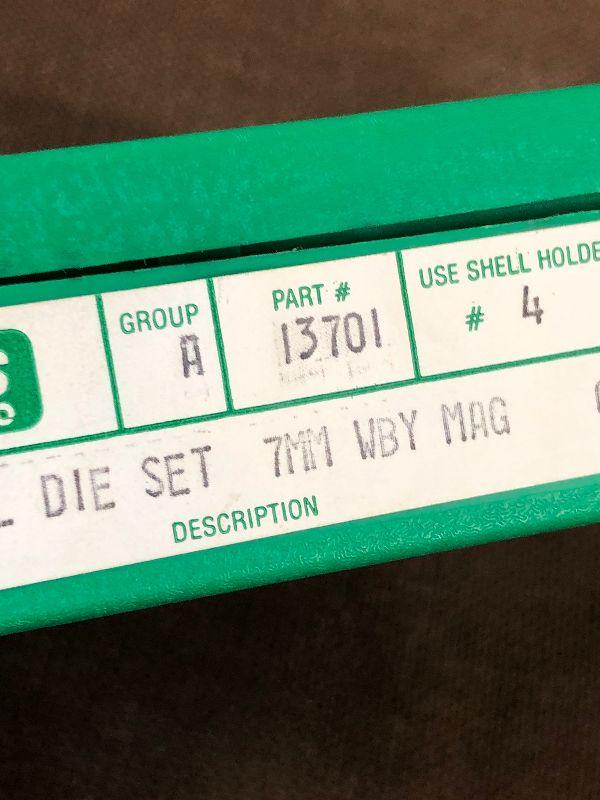 GROUP PART # USE SHELL HOLDE
A 13701 # 4
L DIE SET 7MM WBY MAG
DESCRIPTION